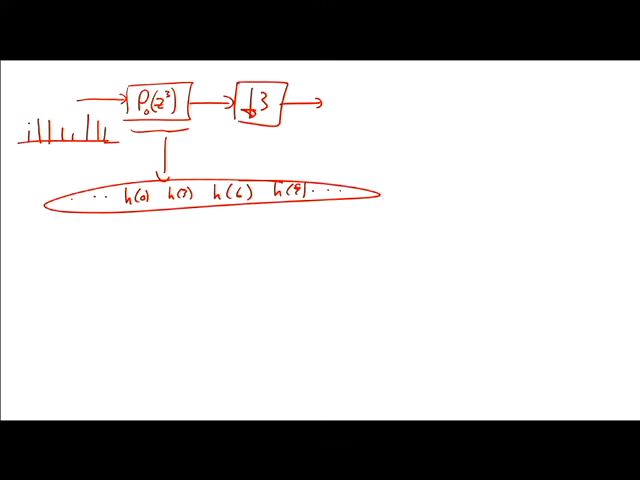 P₀(z³) ↓3
... h(0) h(3) h(6) h(9) ...